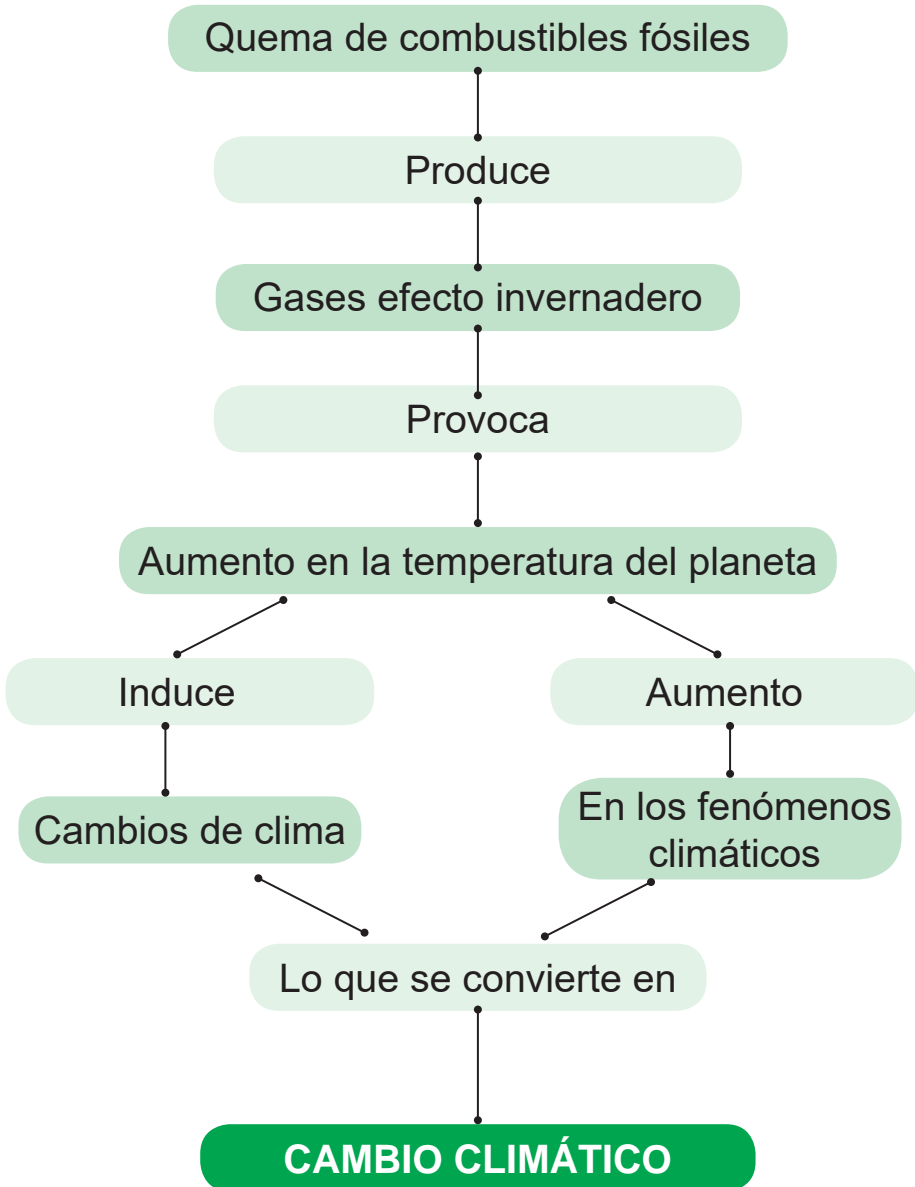 Quema de combustibles fósiles
Produce
Gases efecto invernadero
Provoca
Aumento en la temperatura del planeta
Induce
Aumento
Cambios de clima
En los fenómenos
climáticos
Lo que se convierte en
CAMBIO CLIMÁTICO